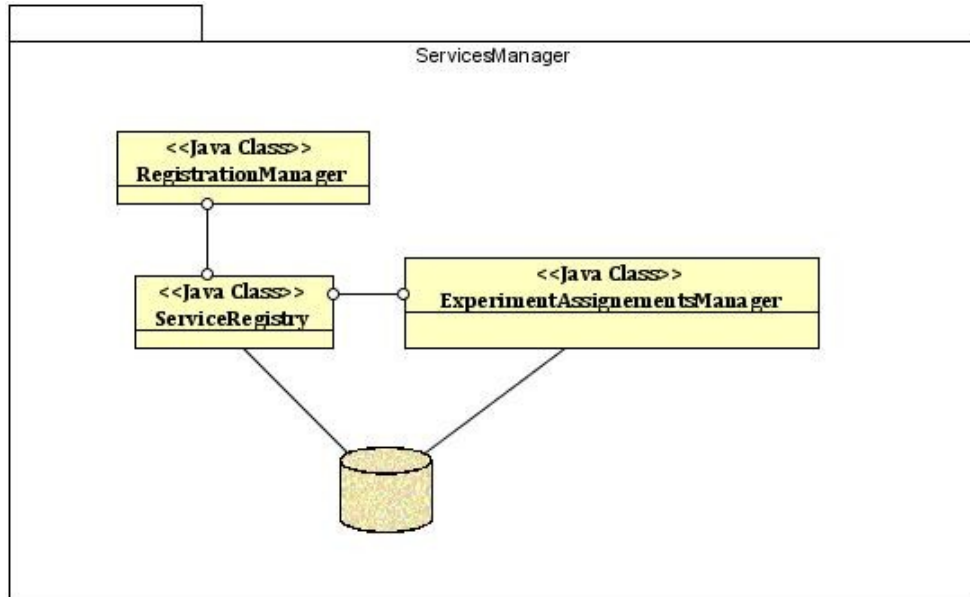 ServicesManager
<<Java Class>>
RegistrationManager
<<Java Class>>
ServiceRegistry
<<Java Class>>
ExperimentAssignementsManager